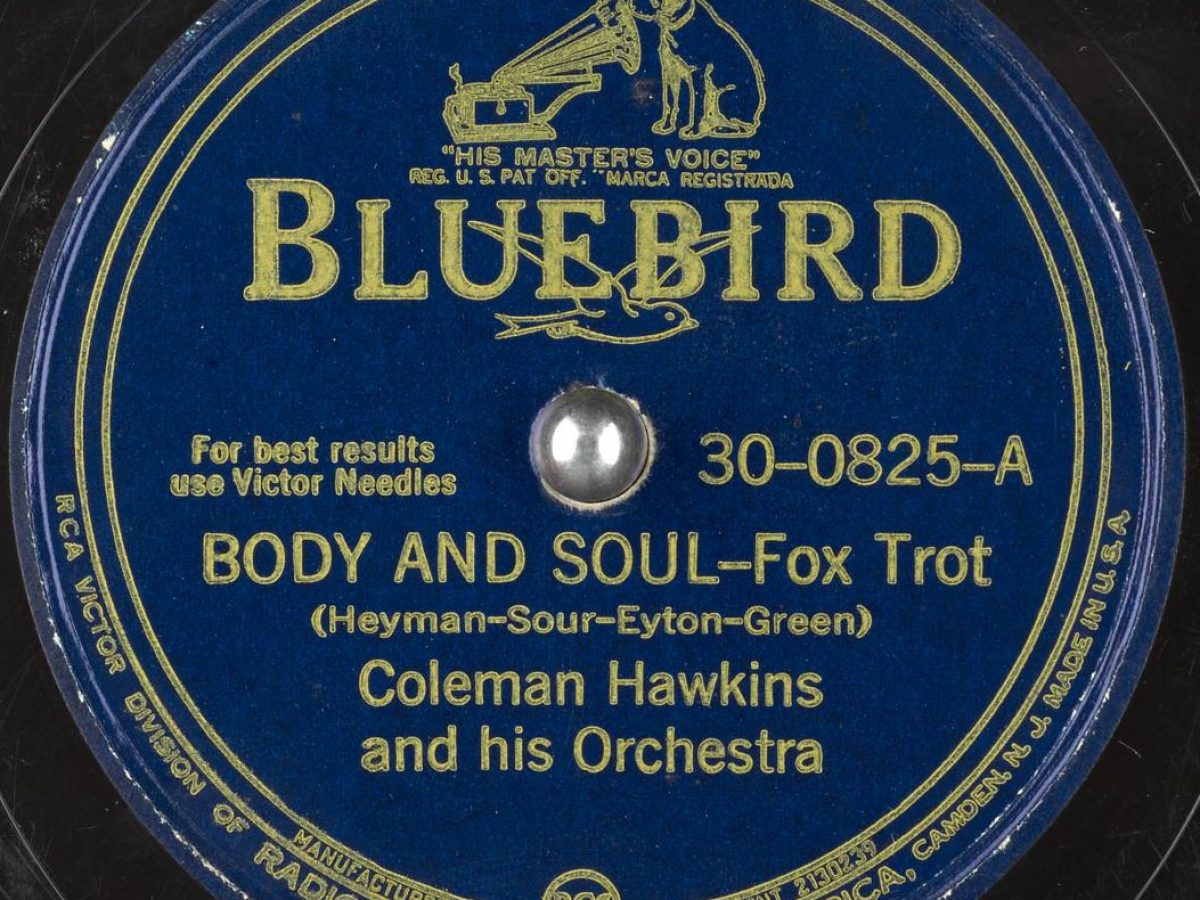 "HIS MASTER'S VOICE"
REG. U. S. PAT OFF. "MARCA REGISTRADA
BLUEBIRD
For best results
use Victor Needles
30-0825-A
BODY AND SOUL-Fox Trot
(Heyman-Sour-Eyton-Green)
Coleman Hawkins
and his Orchestra
RCA VICTOR DIVISION OF CAMDEN, N. J. MADE IN U.S.A.
2130239